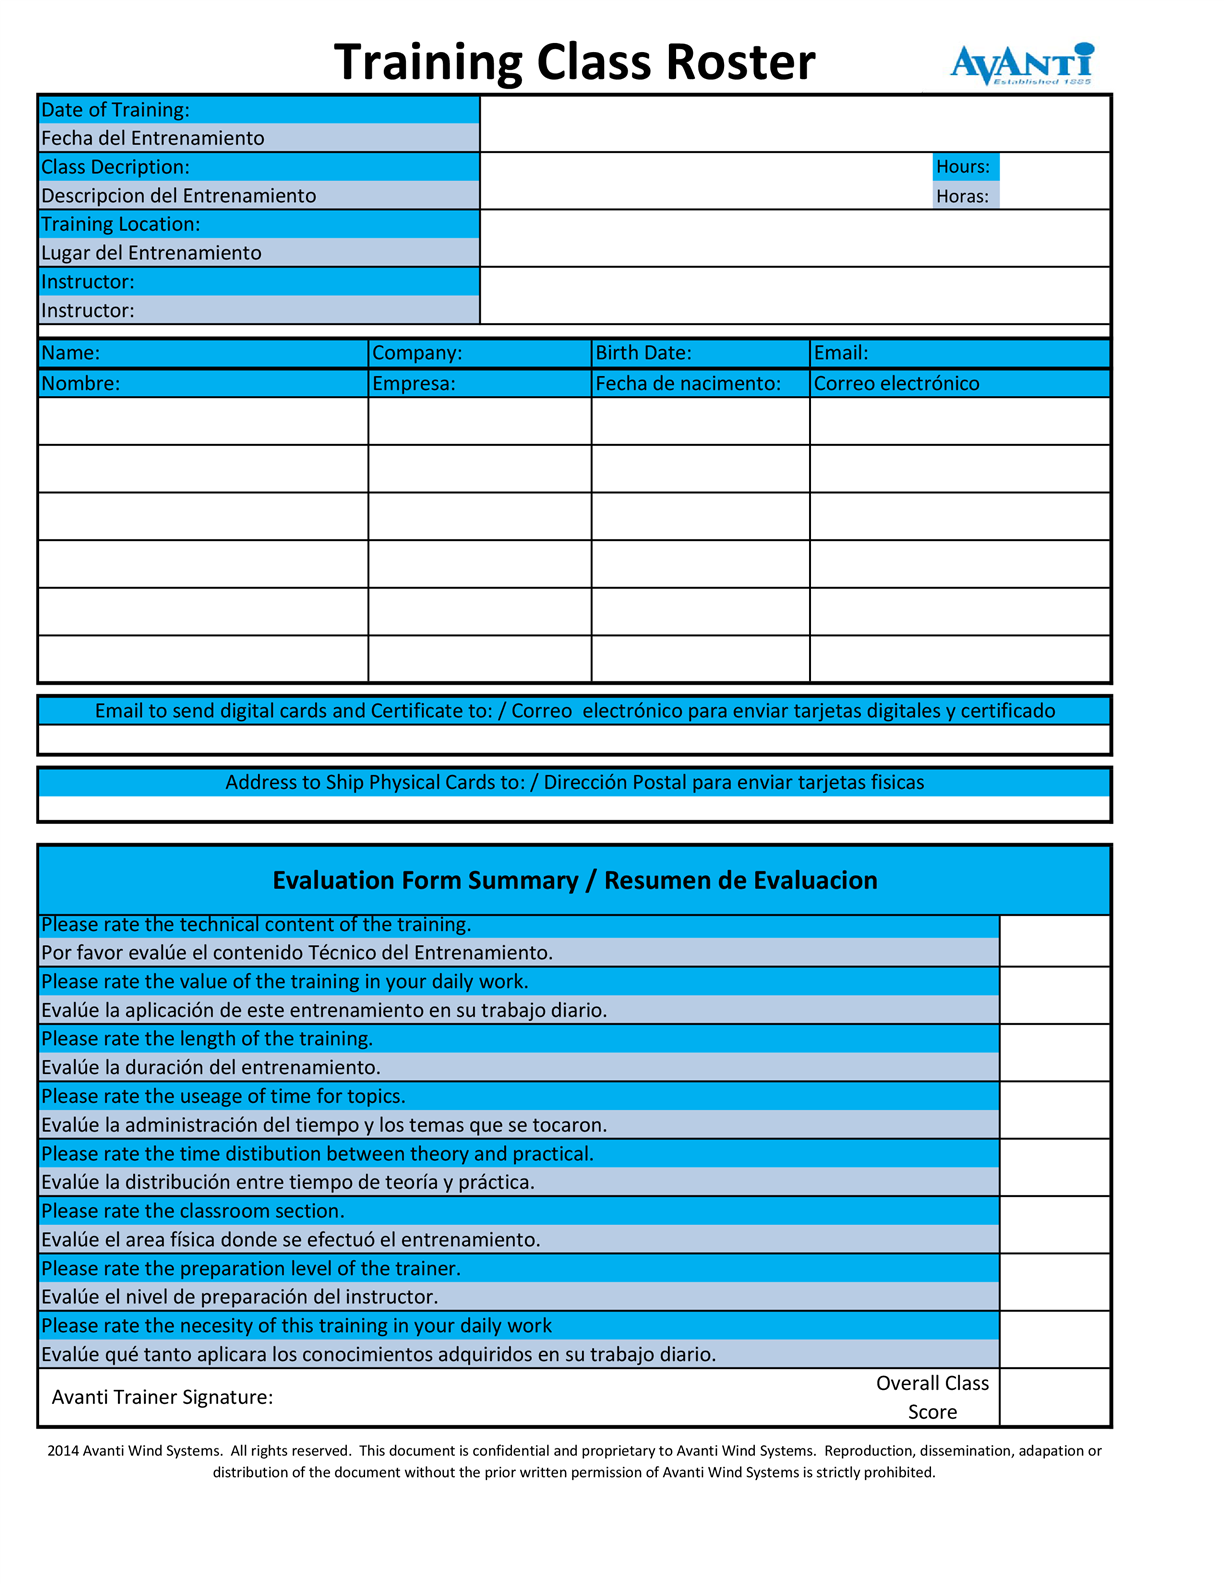 Training Class Roster
AVANTi
Established 1885
Date of Training:
Fecha del Entrenamiento
Class Decription:
Hours:
Descripcion del Entrenamiento
Horas:
Training Location:
Lugar del Entrenamiento
Instructor:
Instructor:
Name: Company: Birth Date: Email:
Nombre: Empresa: Fecha de nacimento: Correo electrónico
Email to send digital cards and Certificate to: / Correo  electrónico para enviar tarjetas digitales y certificado
Address to Ship Physical Cards to: / Dirección Postal para enviar tarjetas fisicas
Evaluation Form Summary / Resumen de Evaluacion
Please rate the technical content of the training.
Por favor evalúe el contenido Técnico del Entrenamiento.
Please rate the value of the training in your daily work.
Evalúe la aplicación de este entrenamiento en su trabajo diario.
Please rate the length of the training.
Evalúe la duración del entrenamiento.
Please rate the useage of time for topics.
Evalúe la administración del tiempo y los temas que se tocaron.
Please rate the time distibution between theory and practical.
Evalúe la distribución entre tiempo de teoría y práctica.
Please rate the classroom section.
Evalúe el area física donde se efectuó el entrenamiento.
Please rate the preparation level of the trainer.
Evalúe el nivel de preparación del instructor.
Please rate the necesity of this training in your daily work
Evalúe qué tanto aplicara los conocimientos adquiridos en su trabajo diario.
Avanti Trainer Signature:
Overall Class
Score
2014 Avanti Wind Systems.  All rights reserved.  This document is confidential and proprietary to Avanti Wind Systems.  Reproduction, dissemination, adapation or
distribution of the document without the prior written permission of Avanti Wind Systems is strictly prohibited.